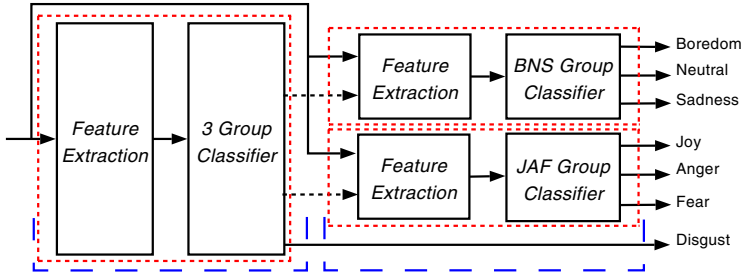 Feature
Extraction
3 Group
Classifier
Feature
Extraction
BNS Group
Classifier
Boredom
Neutral
Sadness
Feature
Extraction
JAF Group
Classifier
Joy
Anger
Fear
Disgust